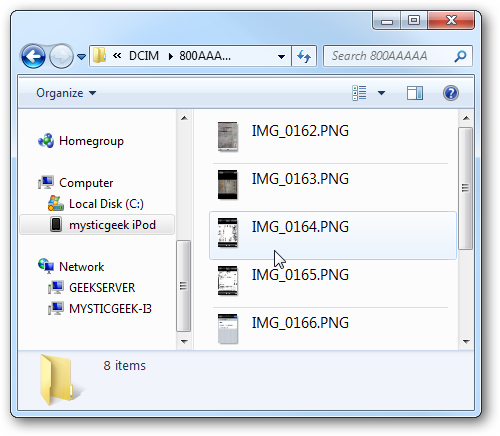 « DCIM ▸ 800AAA...
Search 800AAAAA
Organize
Homegroup
Computer
Local Disk (C:)
mysticgeek iPod
Network
GEEKSERVER
MYSTICGEEK-I3
IMG_0162.PNG
IMG_0163.PNG
IMG_0164.PNG
IMG_0165.PNG
IMG_0166.PNG
8 items